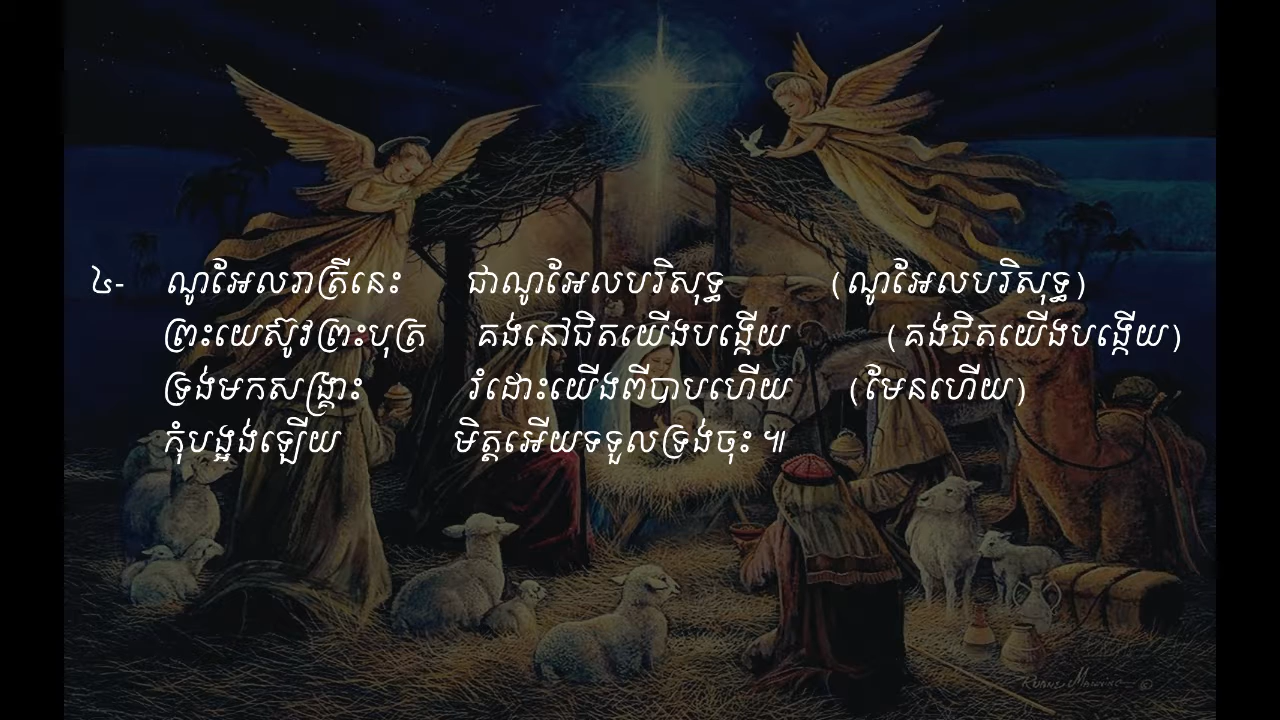 ៤- ណូអែលរាត្រីនេះ ជាណូអែលបរិសុទ្ធ (ណូអែលបរិសុទ្ធ)
ព្រះយេស៊ូវព្រះបុត្រ គង់នៅជិតយើងបង្កើយ (គង់ជិតយើងបង្កើយ)
ទ្រង់មកសង្គ្រោះ រំដោះយើងពីបាបហើយ (មែនហើយ)
កុំបង្អង់ឡើយ មិត្តអើយទទួលទ្រង់ចុះ ៕